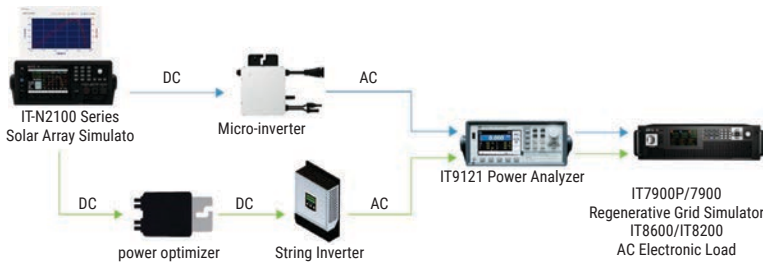 DC
AC
IT-N2100 Series
Solar Array Simulato
Micro-inverter
IT9121 Power Analyzer
DC
DC
AC
power optimizer
String Inverter
IT7900P/7900
Regenerative Grid Simulator
IT8600/IT8200
AC Electronic Load